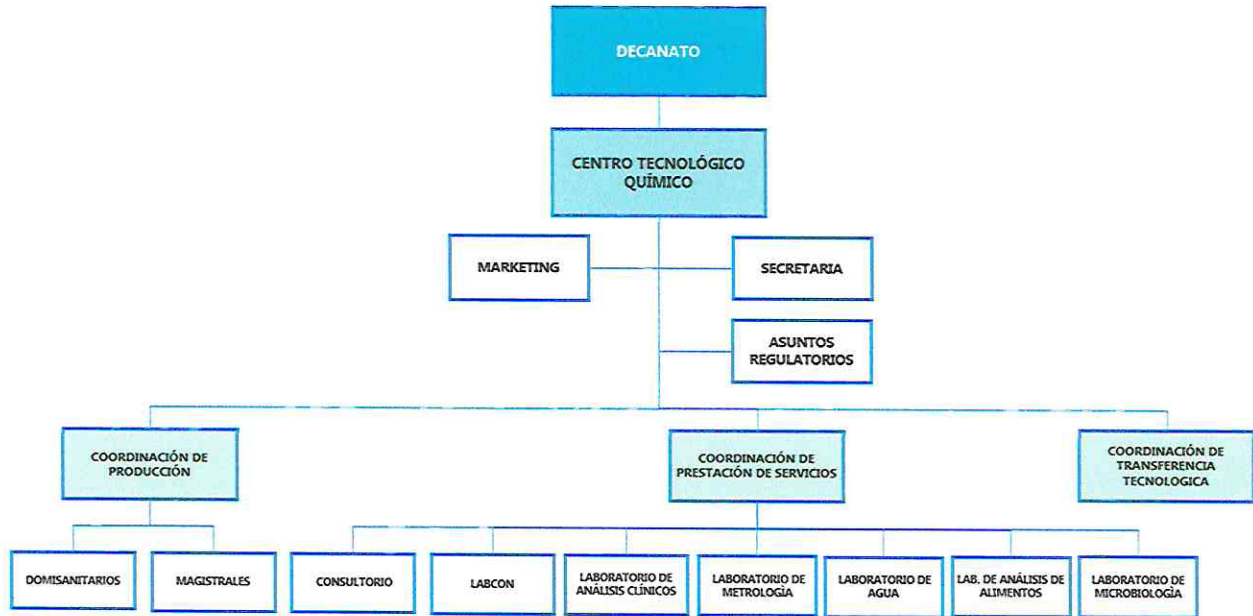 DECANATO
CENTRO TECNOLÓGICO
QUÍMICO
MARKETING
SECRETARIA
ASUNTOS
REGULATORIOS
COORDINACIÓN DE
PRODUCCIÓN
COORDINACIÓN DE
PRESTACIÓN DE SERVICIOS
COORDINACIÓN DE
TRANSFERENCIA
TECNOLOGICA
DOMISANITARIOS
MAGISTRALES
CONSULTORIO
LABCON
LABORATORIO DE
ANÁLISIS CLÍNICOS
LABORATORIO DE
METROLOGÌA
LABORATORIO DE
AGUA
LAB. DE ANÁLISIS DE
ALIMENTOS
LABORATORIO DE
MICROBIOLOGÌA